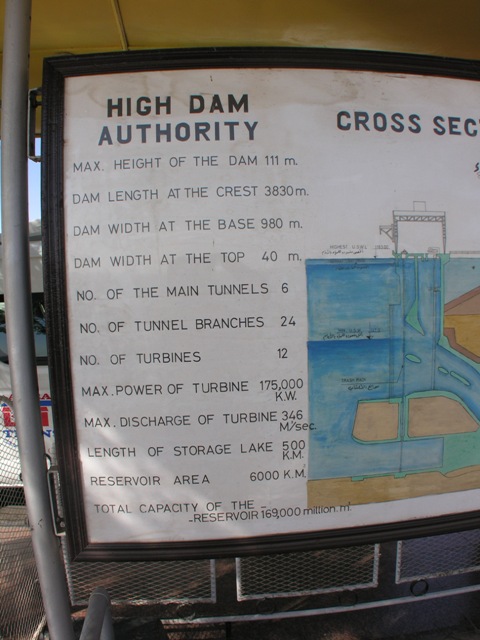 HIGH DAM
AUTHORITY
CROSS SEC
MAX. HEIGHT OF THE DAM 111 m.
DAM LENGTH AT THE CREST 3830 m.
DAM WIDTH AT THE BASE 980 m.
DAM WIDTH AT THE TOP 40 m.
NO. OF THE MAIN TUNNELS 6
NO. OF TUNNEL BRANCHES 24
NO. OF TURBINES 12
MAX. POWER OF TURBINE 175,000
K.W.
MAX. DISCHARGE OF TURBINE 346
M³/sec.
LENGTH OF STORAGE LAKE 500
K.M.
RESERVOIR AREA 6000 K.M.
TOTAL CAPACITY OF THE -
-RESERVOIR 169,000 million. m³.